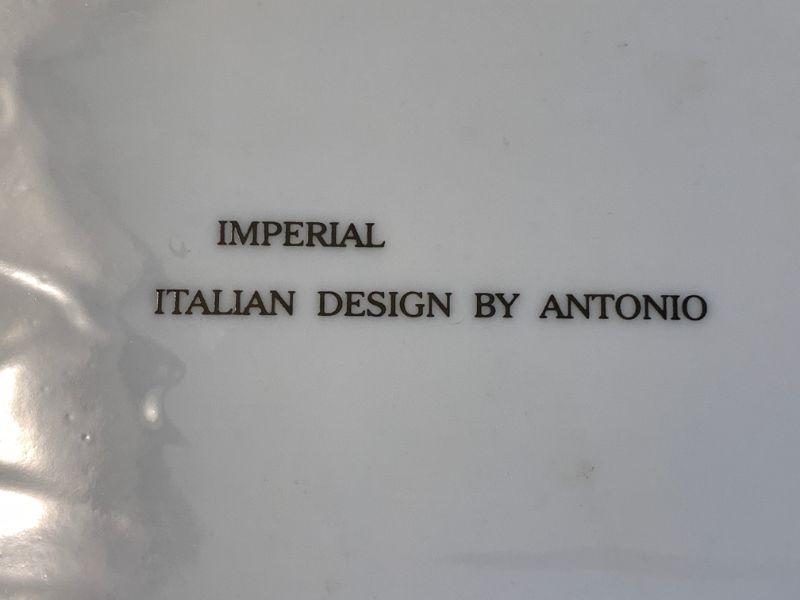 IMPERIAL
ITALIAN DESIGN BY ANTONIO